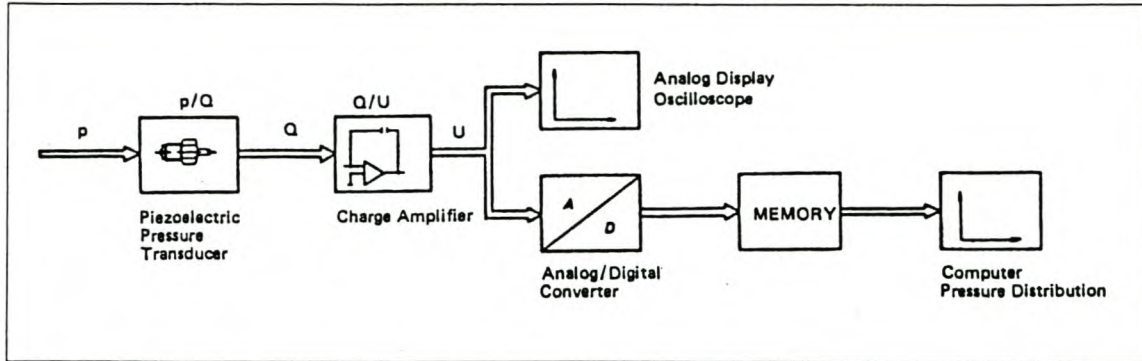 p
p/Q
Piezoelectric
Pressure
Transducer
Q
Q/U
Charge Amplifier
U
Analog Display
Oscilloscope
A
D
Analog/Digital
Converter
MEMORY
Computer
Pressure Distribution